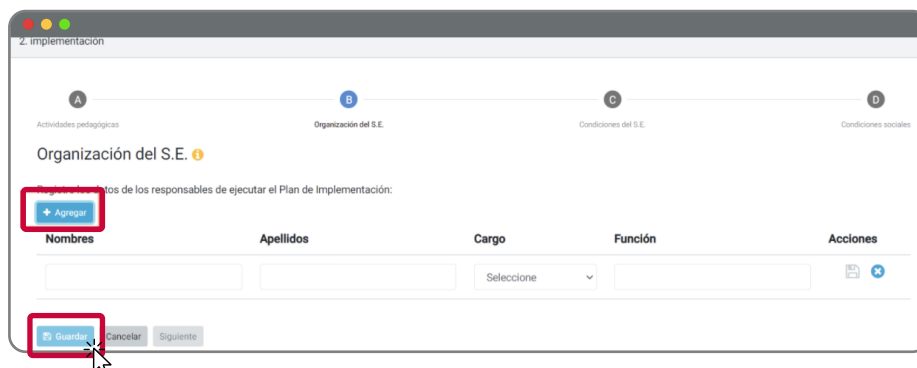 2. implementación
A B C D
Actividades pedagógicas Organización del S.E. Condiciones del S.E. Condiciones sociales
Organización del S.E.
los datos de los responsables de ejecutar el Plan de Implementación:
+ Agregar
Nombres Apellidos Cargo Función Acciones
Seleccione
Guardar Cancelar Siguiente